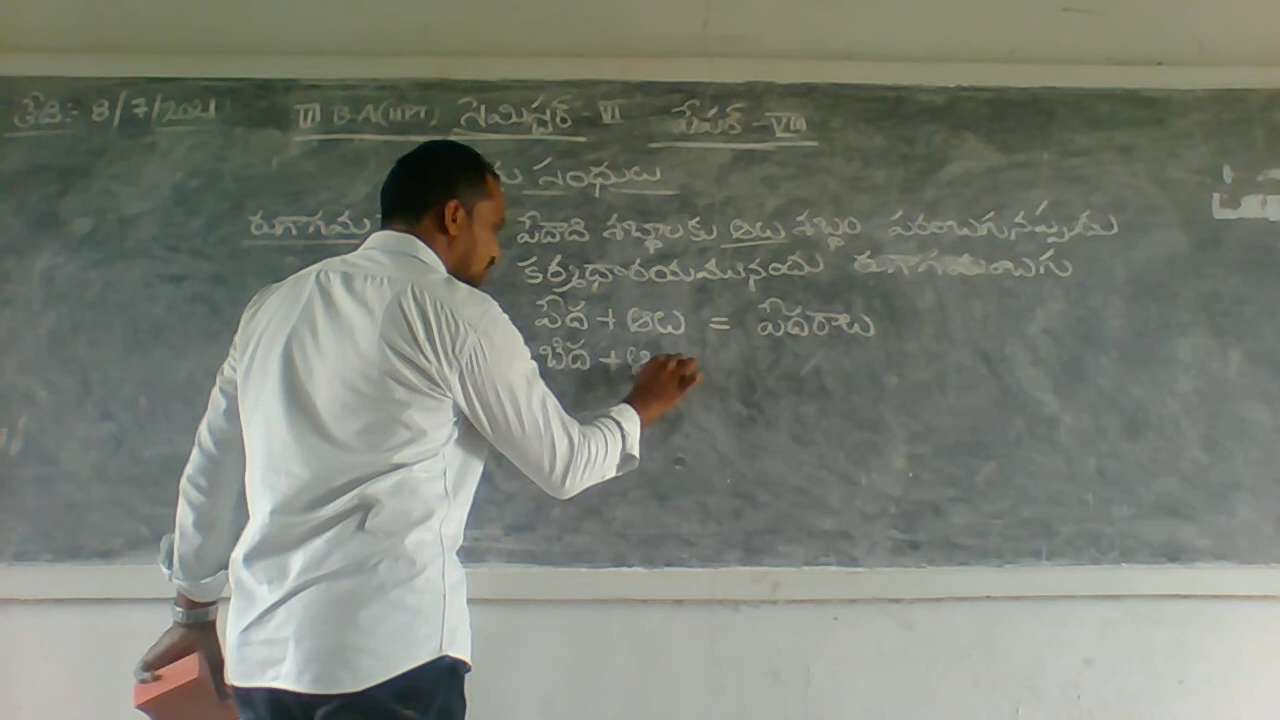 తేది:- 8/7/2021 VI B.A(HPT) సెమిస్టర్ - VI పేపర్ - VIII
సంధులు
రుగాగమ పేదాది శబ్ధాలకు ఆలు శబ్దం పరంబగునప్పుడు
కర్మధారయమునందు రుగాగమంబగు
పేద + ఆలు = పేదరాలు
బీద + ఆ